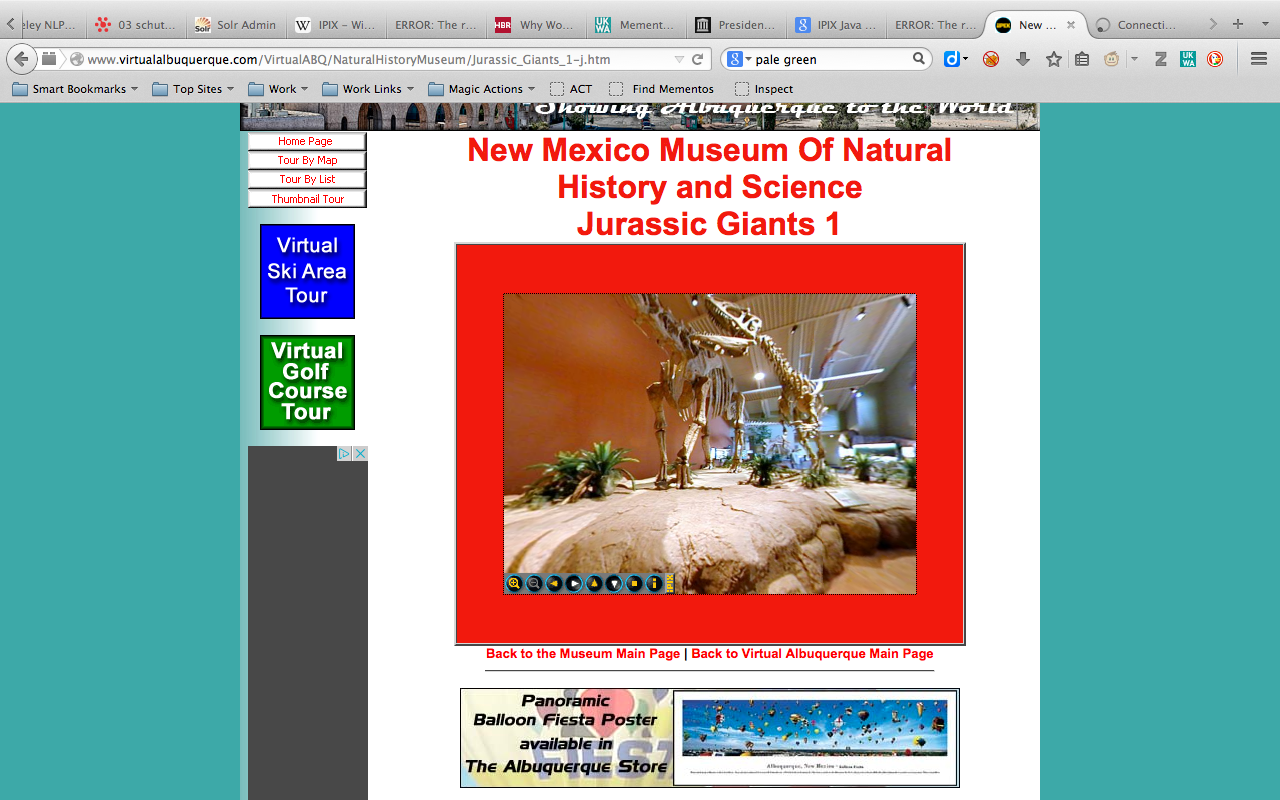 eley NLP... 03 schut... Solr Admin IPIX – Wi... ERROR: The r... Why Wo... Mement... Presiden... IPIX Java ... ERROR: The r... New ... Connecti...
www.virtualalbuquerque.com/VirtualABQ/NaturalHistoryMuseum/Jurassic_Giants_1-j.htm pale green
Smart Bookmarks Top Sites Work Work Links Magic Actions ACT Find Mementos Inspect
Showing Albuquerque to the World
Home Page
Tour By Map
Tour By List
Thumbnail Tour
New Mexico Museum Of Natural
History and Science
Jurassic Giants 1
Virtual
Ski Area
Tour
Virtual
Golf
Course
Tour
IPIX
Back to the Museum Main Page | Back to Virtual Albuquerque Main Page
Panoramic
Balloon Fiesta Poster
available in
The Albuquerque Store
FIEST
Albuquerque, New Mexico - Balloon Fiesta